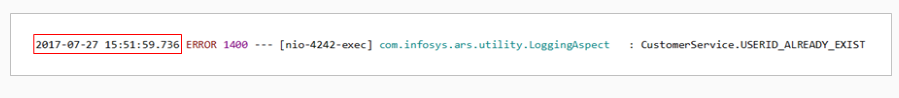 2017-07-27 15:51:59.736 ERROR 1400 --- [nio-4242-exec] com.infosys.ars.utility.LoggingAspect : CustomerService.USERID_ALREADY_EXIST